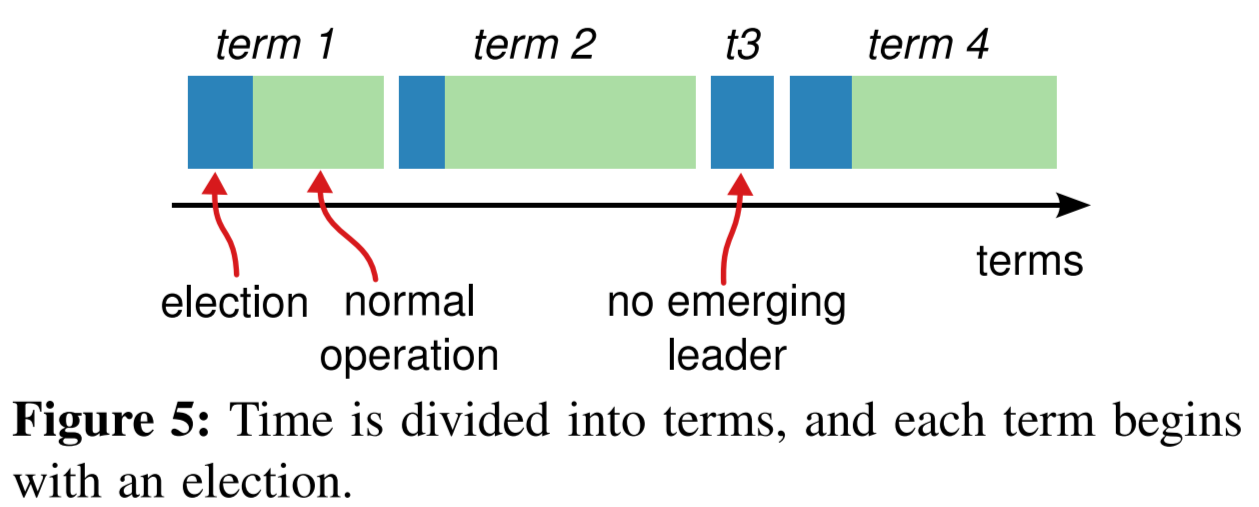 term 1 term 2 t3 term 4
terms
election normal no emerging
operation leader
Figure 5: Time is divided into terms, and each term begins
with an election.